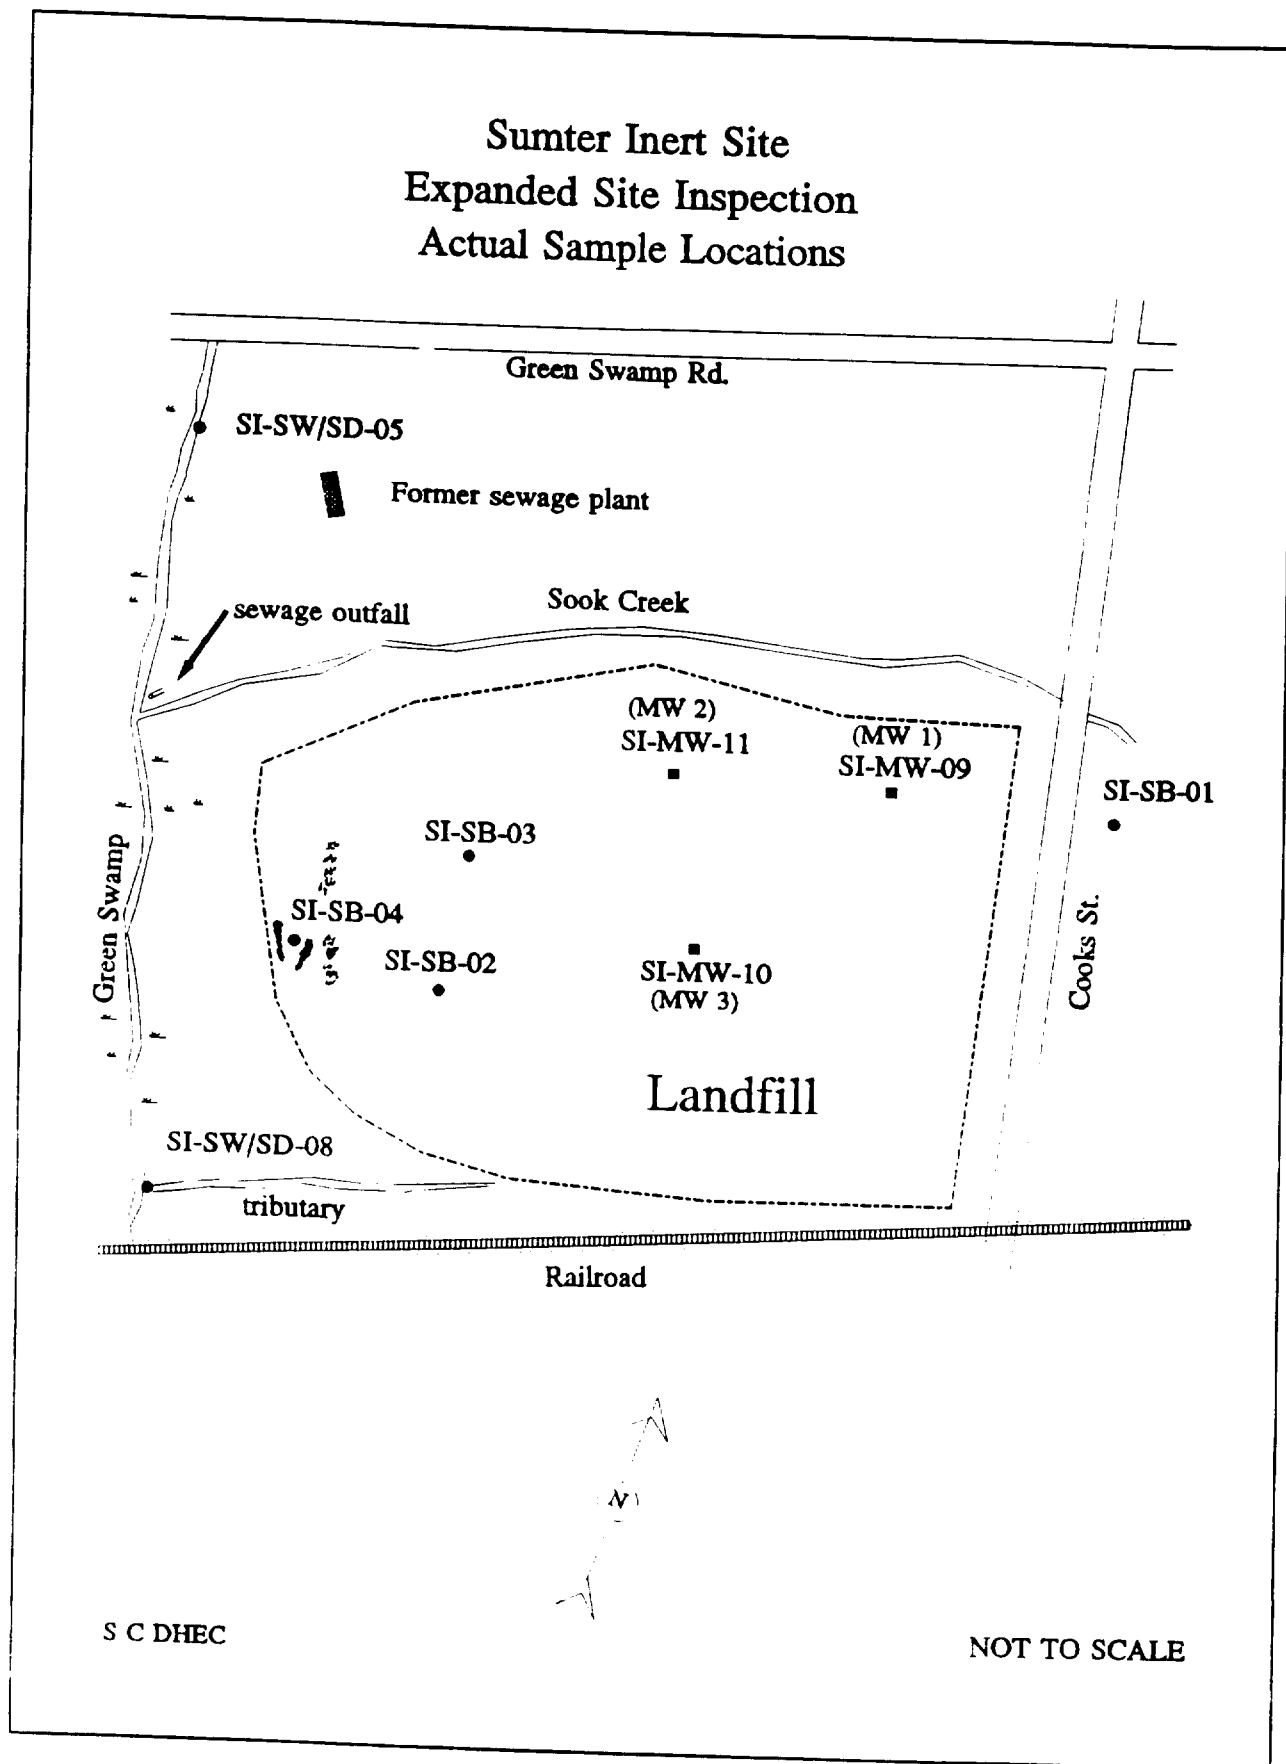 Sumter Inert Site
Expanded Site Inspection
Actual Sample Locations
Green Swamp Rd.
SI-SW/SD-05
Former sewage plant
sewage outfall
Sook Creek
(MW 2)
SI-MW-11
(MW 1)
SI-MW-09
SI-SB-01
SI-SB-03
Green Swamp
SI-SB-04
SI-SB-02
SI-MW-10
(MW 3)
Cooks St.
Landfill
SI-SW/SD-08
tributary
Railroad
N
S C DHEC
NOT TO SCALE